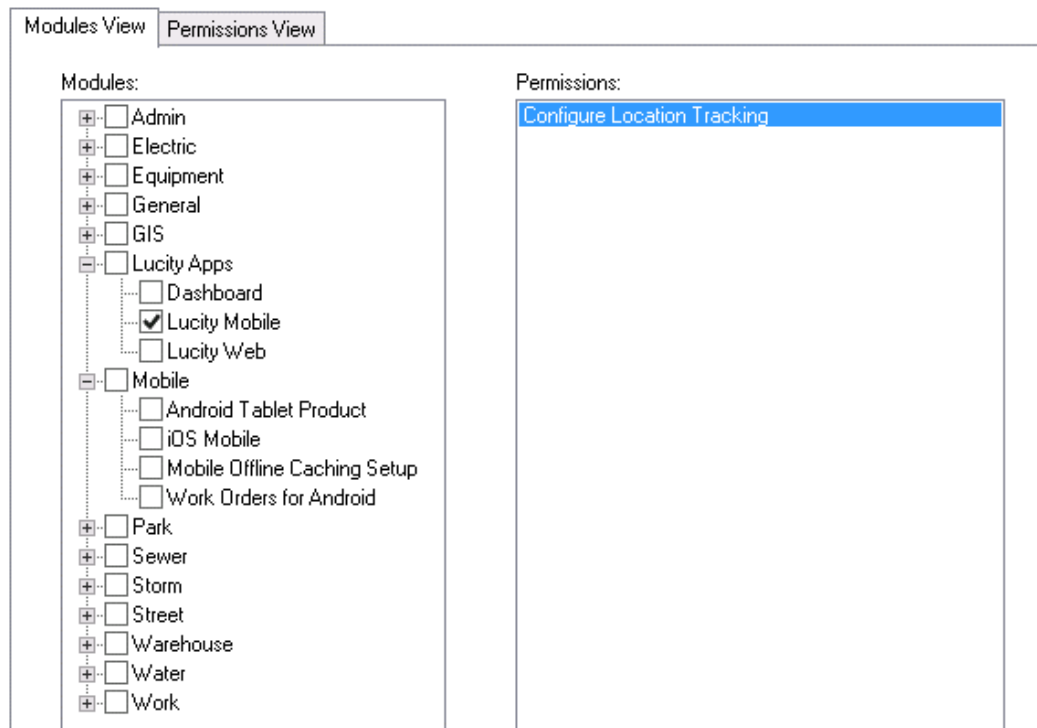 Modules View
Permissions View
Modules:
Permissions:
Admin
Electric
Equipment
General
GIS
Lucity Apps
Dashboard
Lucity Mobile
Lucity Web
Mobile
Android Tablet Product
iOS Mobile
Mobile Offline Caching Setup
Work Orders for Android
Park
Sewer
Storm
Street
Warehouse
Water
Work
Configure Location Tracking